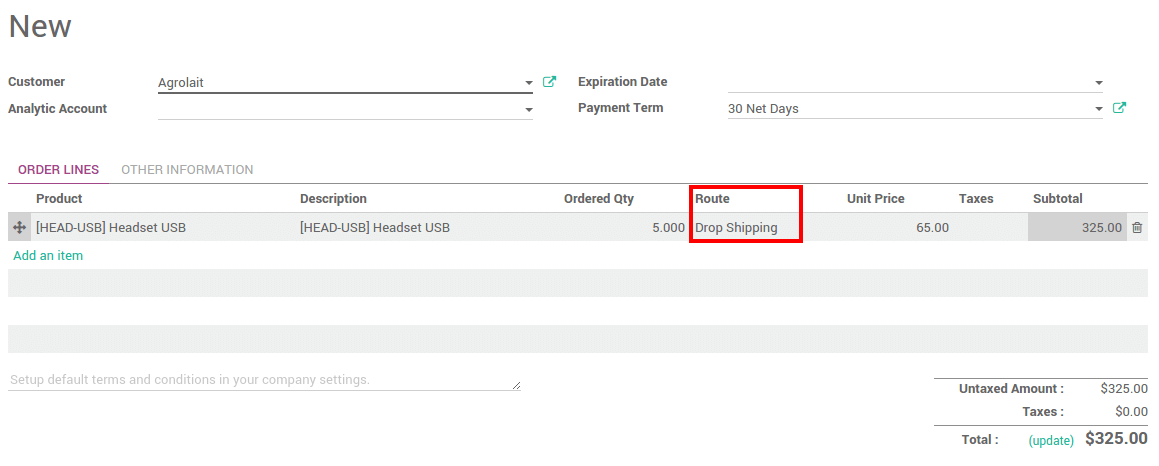 New
Customer Agrolait Expiration Date
Analytic Account Payment Term 30 Net Days
ORDER LINES OTHER INFORMATION
Product Description Ordered Qty Route Unit Price Taxes Subtotal
[HEAD-USB] Headset USB [HEAD-USB] Headset USB 5.000 Drop Shipping 65.00 325.00
Add an item
Setup default terms and conditions in your company settings.
Untaxed Amount : $325.00
Taxes : $0.00
Total : (update) $325.00